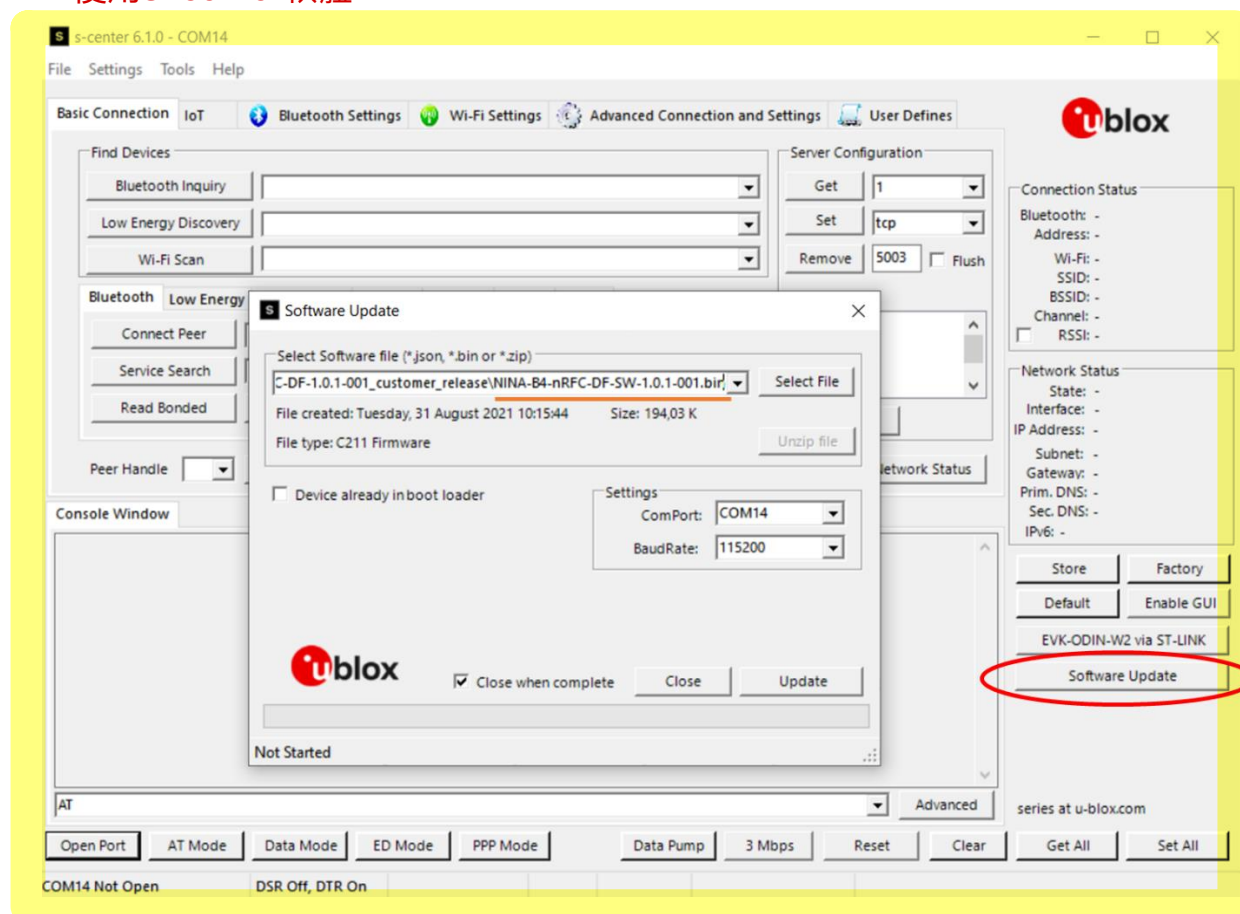 s-center 6.1.0 - COM14
File Settings Tools Help
Basic Connection IoT Bluetooth Settings Wi-Fi Settings Advanced Connection and Settings User Defines
ublox
Find Devices
Server Configuration
Bluetooth Inquiry
Get 1
Low Energy Discovery
Set tcp
Wi-Fi Scan
Remove 5003 Flush
Connection Status
Bluetooth: -
Address: -
Wi-Fi: -
SSID: -
BSSID: -
Channel: -
RSSI: -
Bluetooth Low Energy
Connect Peer
Service Search
Read Bonded
Peer Handle
Network Status
Network Status
State: -
Interface: -
IP Address: -
Subnet: -
Gateway: -
Prim. DNS: -
Sec. DNS: -
IPv6: -
Software Update
Select Software file (*.json, *.bin or *.zip)
C-DF-1.0.1-001_customer_release\NINA-B4-nRFC-DF-SW-1.0.1-001.bin
Select File
File created: Tuesday, 31 August 2021 10:15:44 Size: 194,03 K
File type: C211 Firmware
Unzip file
Device already in boot loader
Settings
ComPort: COM14
BaudRate: 115200
ublox
Close when complete Close Update
Not Started
Console Window
Store Factory
Default Enable GUI
EVK-ODIN-W2 via ST-LINK
Software Update
AT
Advanced
series at u-blox.com
Open Port AT Mode Data Mode ED Mode PPP Mode Data Pump 3 Mbps Reset Clear Get All Set All
COM14 Not Open DSR Off, DTR On